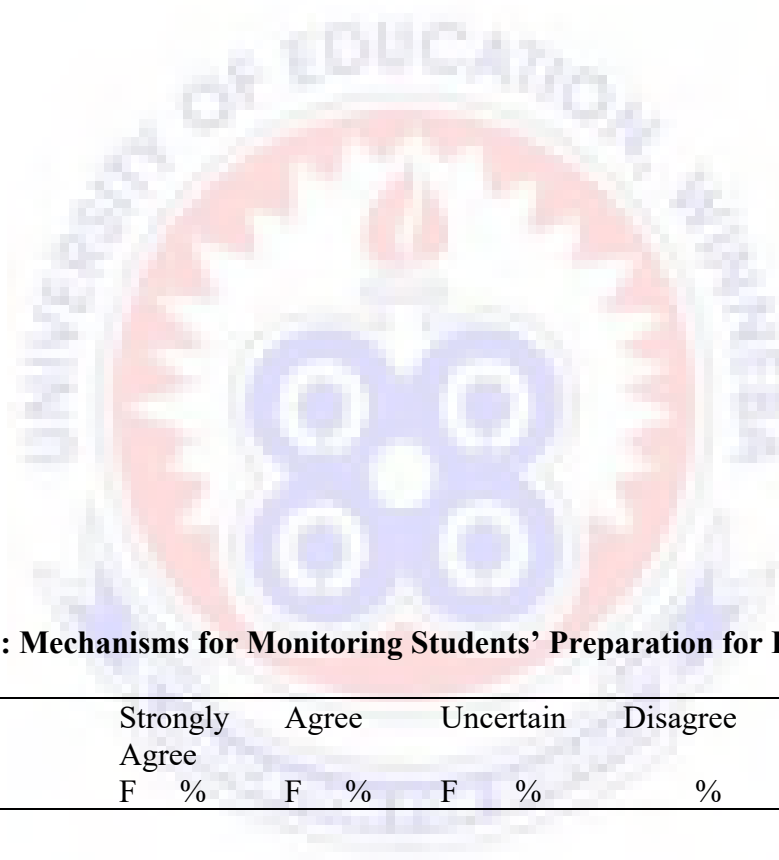 UNIVERSITY OF EDUCATION, WINNEBA
: Mechanisms for Monitoring Students’ Preparation for
Strongly Agree Uncertain Disagree
Agree
F % F % F % %